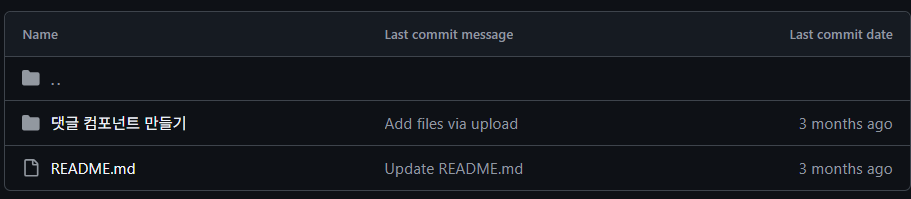 Name Last commit message Last commit date
..
댓글 컴포넌트 만들기 Add files via upload 3 months ago
README.md Update README.md 3 months ago